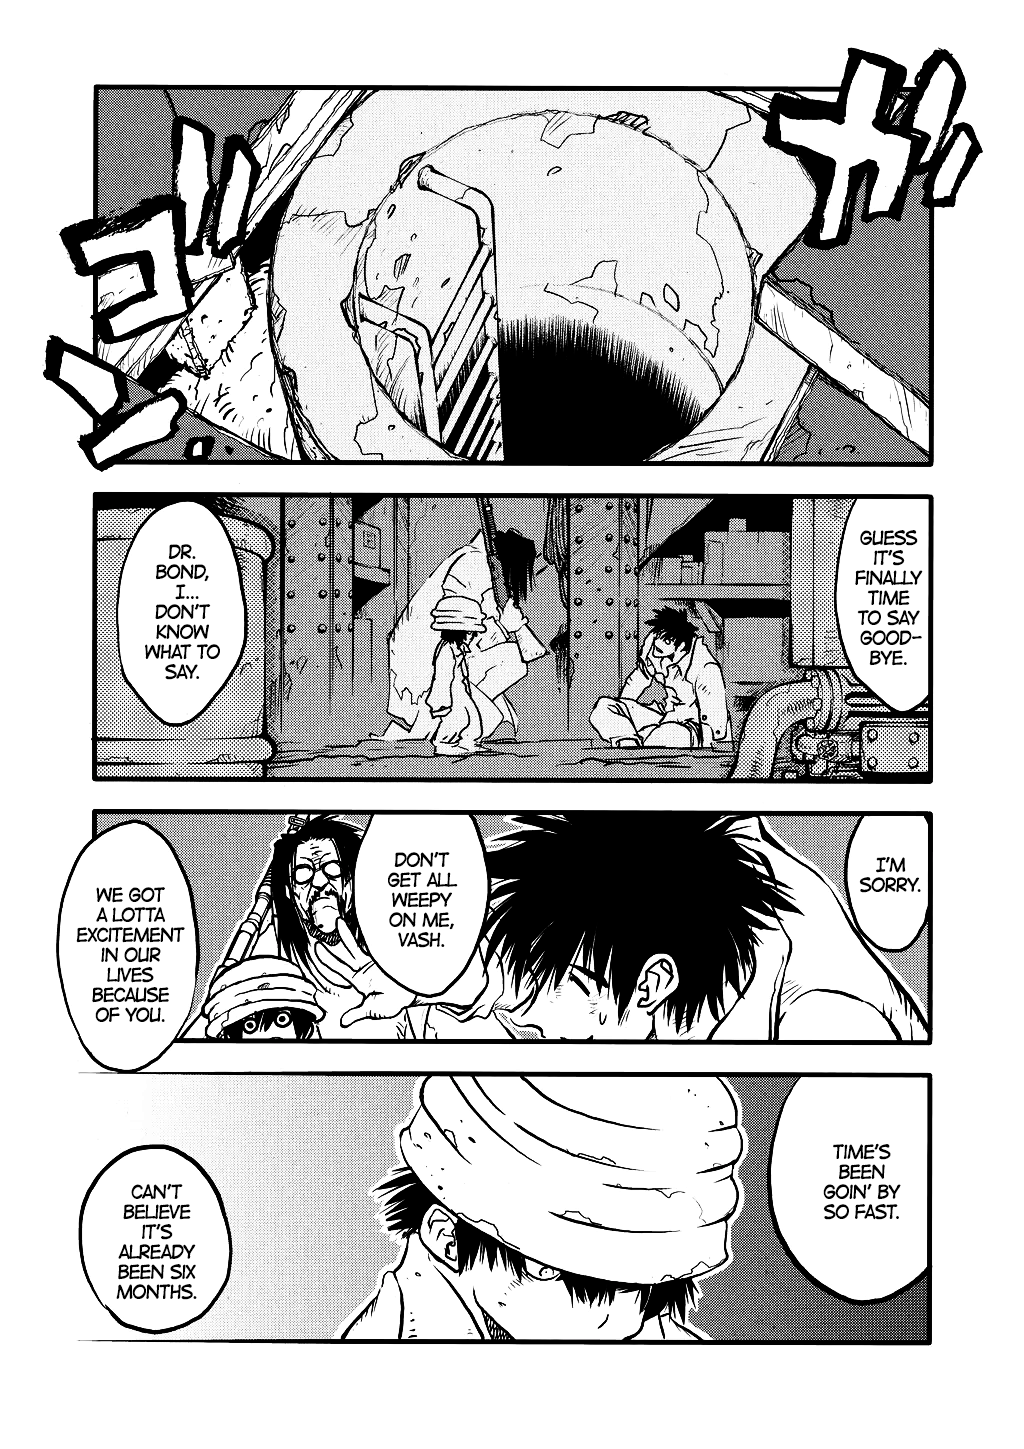 ガゴン
GUESS
IT'S
FINALLY
TIME
TO SAY
GOOD-
BYE.
DR.
BOND,
I...
DON'T
KNOW
WHAT TO
SAY.
I'M
SORRY.
DON'T
GET ALL
WEEPY
ON ME,
VASH.
WE GOT
A LOTTA
EXCITEMENT
IN OUR
LIVES
BECAUSE
OF YOU.
TIME'S
BEEN
GOIN' BY
SO FAST.
CAN'T
BELIEVE
IT'S
ALREADY
BEEN SIX
MONTHS.